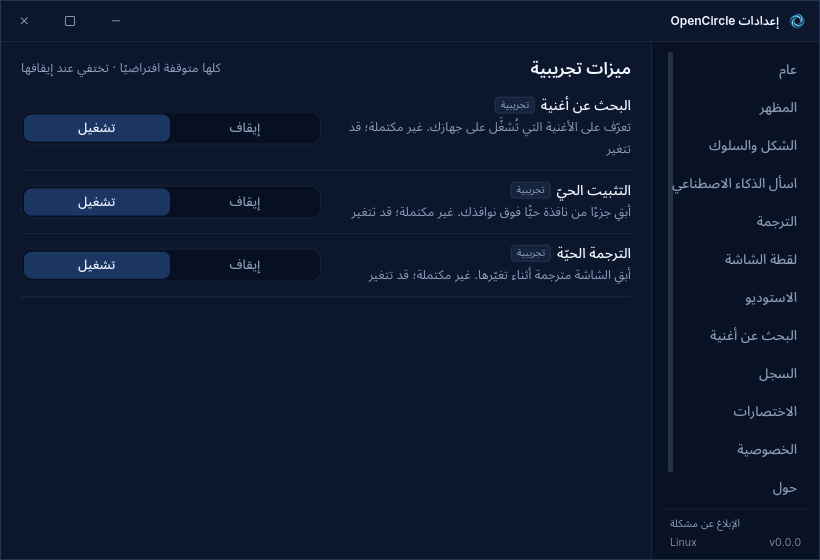 إعدادات OpenCircle
عام
المظهر
الشكل والسلوك
اسأل الذكاء الاصطناعي
الترجمة
لقطة الشاشة
الاستوديو
البحث عن أغنية
السجل
الاختصارات
الخصوصية
حول
الإبلاغ عن مشكلة
v0.0.0 Linux
ميزات تجريبية
كلها متوقفة افتراضيًا · تختفي عند إيقافها
البحث عن أغنية تجريبية
تعرّف على الأغنية التي تُشغَّل على جهازك. غير مكتملة؛ قد
تتغير
إيقاف تشغيل
التثبيت الحيّ تجريبية
أبقِ جزءًا من نافذة حيًّا فوق نوافذك. غير مكتملة؛ قد تتغير
إيقاف تشغيل
الترجمة الحيّة تجريبية
أبقِ الشاشة مترجمة أثناء تغيّرها. غير مكتملة؛ قد تتغير
إيقاف تشغيل